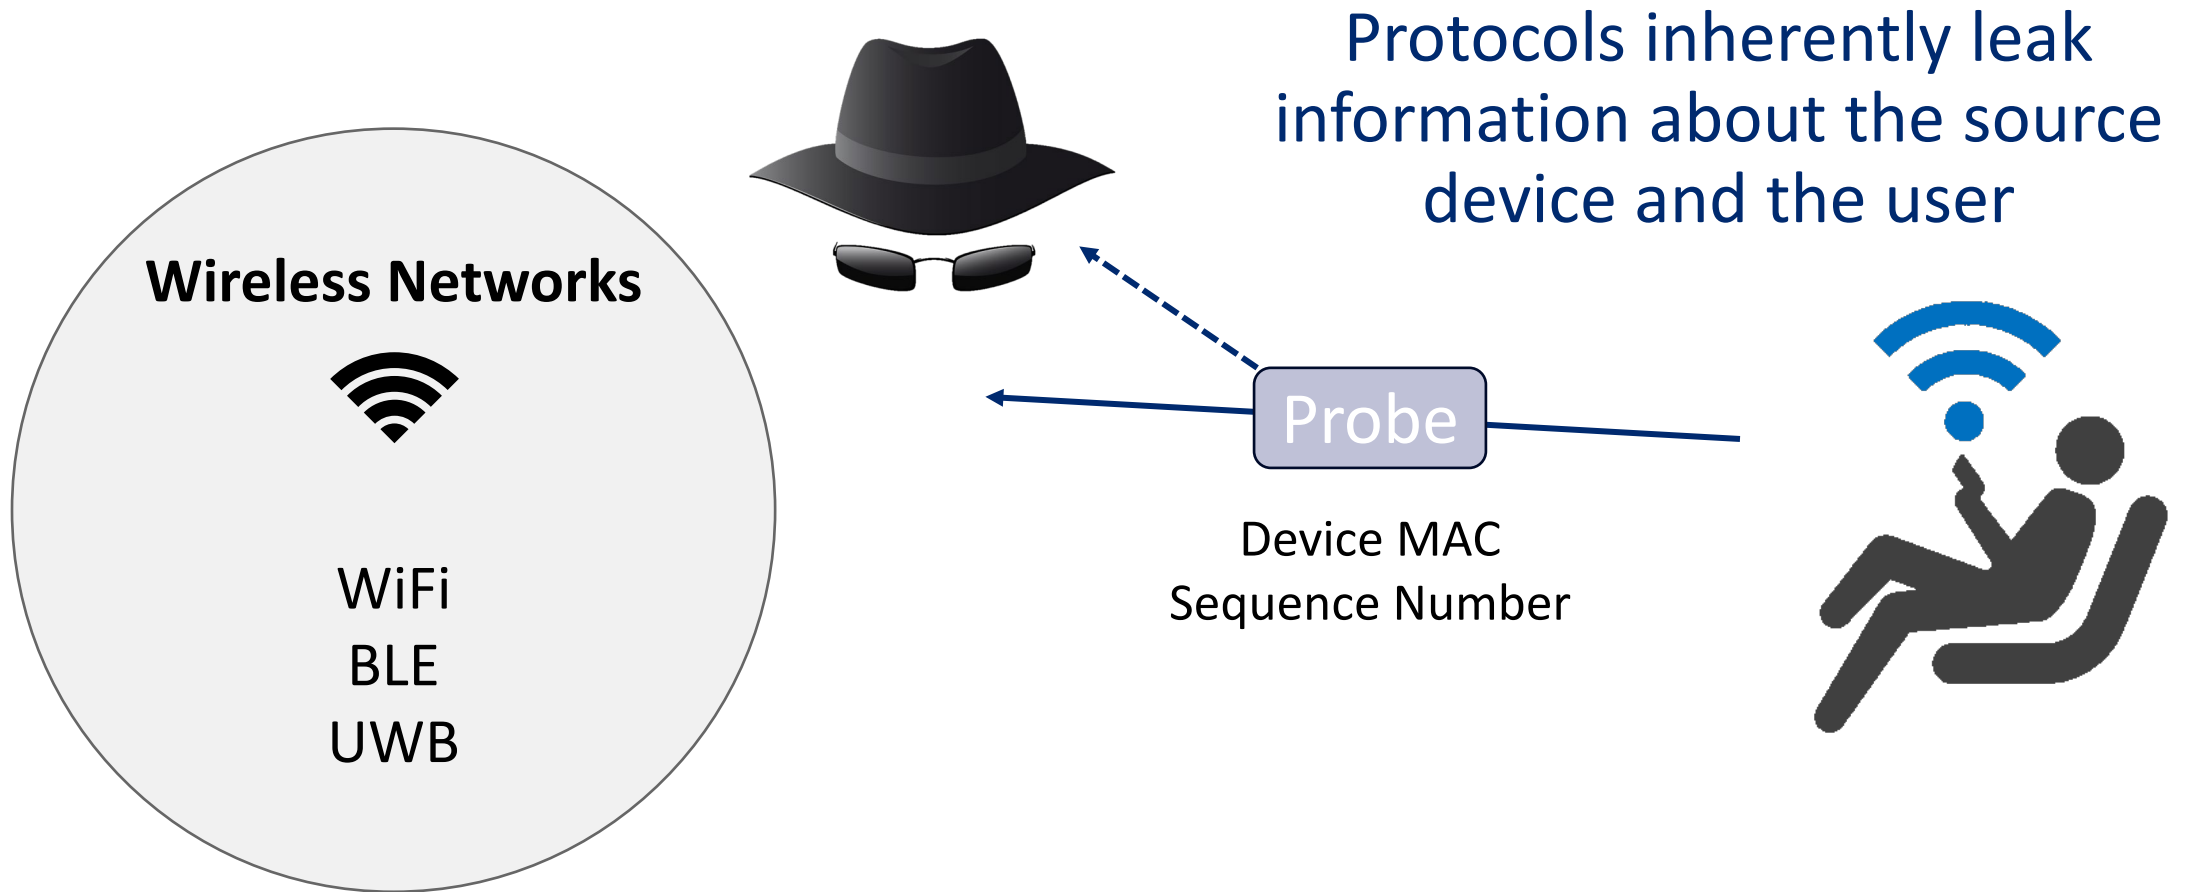 Protocols inherently leak
information about the source
device and the user
Wireless Networks
WiFi
BLE
UWB
Probe
Device MAC
Sequence Number